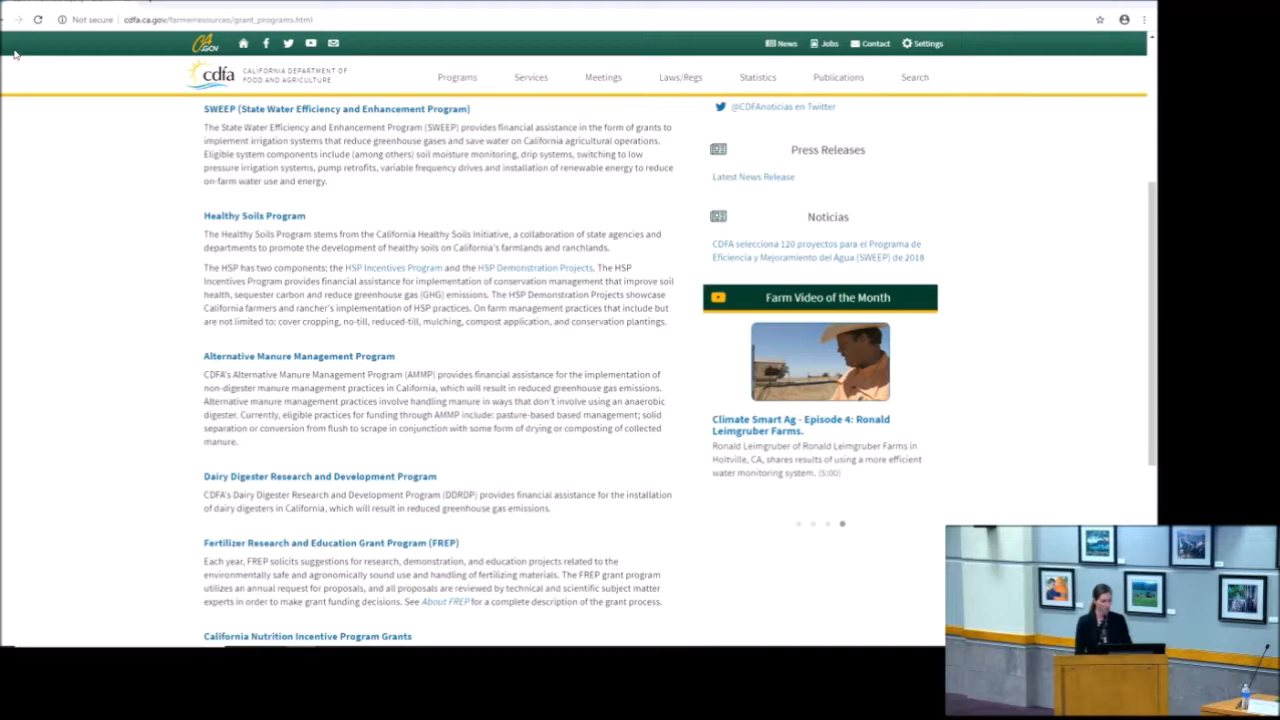 Not secure | cdfa.ca.gov/farmerresources/grant_programs.html
CA.GOV
News
Jobs
Contact
Settings
cdfa
CALIFORNIA DEPARTMENT OF
FOOD AND AGRICULTURE
Programs
Services
Meetings
Laws/Regs
Statistics
Publications
Search
SWEEP (State Water Efficiency and Enhancement Program)
The State Water Efficiency and Enhancement Program (SWEEP) provides financial assistance in the form of grants to
implement irrigation systems that reduce greenhouse gases and save water on California agricultural operations.
Eligible system components include (among others) soil moisture monitoring, drip systems, switching to low
pressure irrigation systems, pump retrofits, variable frequency drives and installation of renewable energy to reduce
on-farm water use and energy.
Healthy Soils Program
The Healthy Soils Program stems from the California Healthy Soils Initiative, a collaboration of state agencies and
departments to promote the development of healthy soils on California's farmlands and ranchlands.
The HSP has two components: the HSP Incentives Program and the HSP Demonstration Projects. The HSP
Incentives Program provides financial assistance for implementation of conservation management that improve soil
health, sequester carbon and reduce greenhouse gas (GHG) emissions. The HSP Demonstration Projects showcase
California farmers and rancher's implementation of HSP practices. On farm management practices that include but
are not limited to: cover cropping, no-till, reduced-till, mulching, compost application, and conservation plantings.
Alternative Manure Management Program
CDFA's Alternative Manure Management Program (AMMP) provides financial assistance for the implementation of
non-digester manure management practices in California, which will result in reduced greenhouse gas emissions.
Alternative manure management practices involve handling manure in ways that don't involve using an anaerobic
digester. Currently, eligible practices for funding through AMMP include: pasture-based based management; solid
separation or conversion from flush to scrape in conjunction with some form of drying or composting of collected
manure.
Dairy Digester Research and Development Program
CDFA's Dairy Digester Research and Development Program (DDRDP) provides financial assistance for the installation
of dairy digesters in California, which will result in reduced greenhouse gas emissions.
Fertilizer Research and Education Grant Program (FREP)
Each year, FREP solicits suggestions for research, demonstration, and education projects related to the
environmentally safe and agronomically sound use and handling of fertilizing materials. The FREP grant program
utilizes an annual request for proposals, and all proposals are reviewed by technical and scientific subject matter
experts in order to make grant funding decisions. See About FREP for a complete description of the grant process.
California Nutrition Incentive Program Grants
@CDFAnoticias en Twitter
Press Releases
Latest News Release
Noticias
CDFA selecciona 120 proyectos para el Programa de
Eficiencia y Mejoramiento del Agua (SWEEP) de 2018
Farm Video of the Month
Climate Smart Ag - Episode 4: Ronald
Leimgruber Farms.
Ronald Leimgruber of Ronald Leimgruber Farms in
Holtville, CA, shares results of using a more efficient
water monitoring system. (5:00)